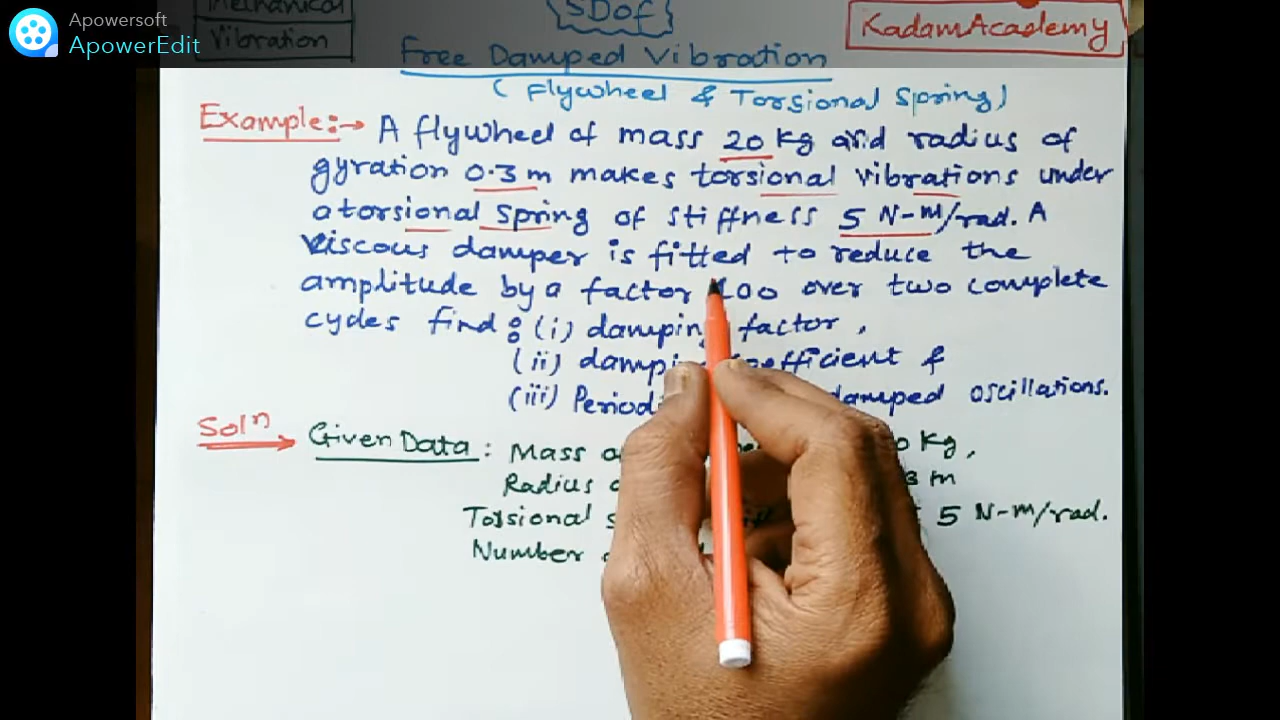 Apowersoft
ApowerEdit
Mechanical
Vibration
SDof
KadamAcademy
Free Damped Vibration
(Flywheel & Torsional Spring)
Example:→ A flywheel of mass 20 Kg and radius of
gyration 0.3 m makes torsional vibrations under
a torsional spring of stiffness 5 N-m/rad. A
viscous damper is fitted to reduce the
amplitude by a factor 100 over two complete
cycles find: (i) damping factor,
(ii) damping coefficient &
(iii) Periodi damped oscillations.
Solⁿ Given Data: Mass Kg,
Radius m
Torsional 5 N-m/rad.
Number